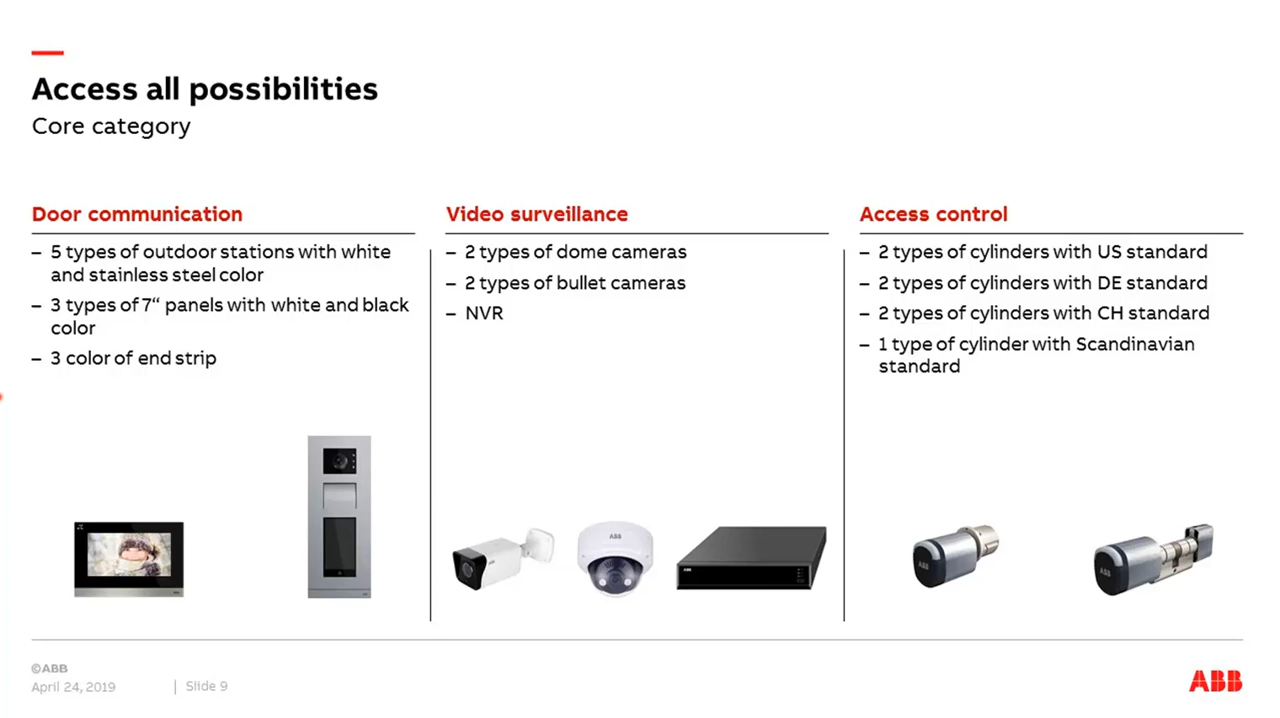 Access all possibilities
Core category
Door communication
– 5 types of outdoor stations with white
and stainless steel color
– 3 types of 7“ panels with white and black
color
– 3 color of end strip
Video surveillance
– 2 types of dome cameras
– 2 types of bullet cameras
– NVR
ABB
ABB
Access control
– 2 types of cylinders with US standard
– 2 types of cylinders with DE standard
– 2 types of cylinders with CH standard
– 1 type of cylinder with Scandinavian
standard
ABB
ABB
©ABB
April 24, 2019
| Slide 9
ABB